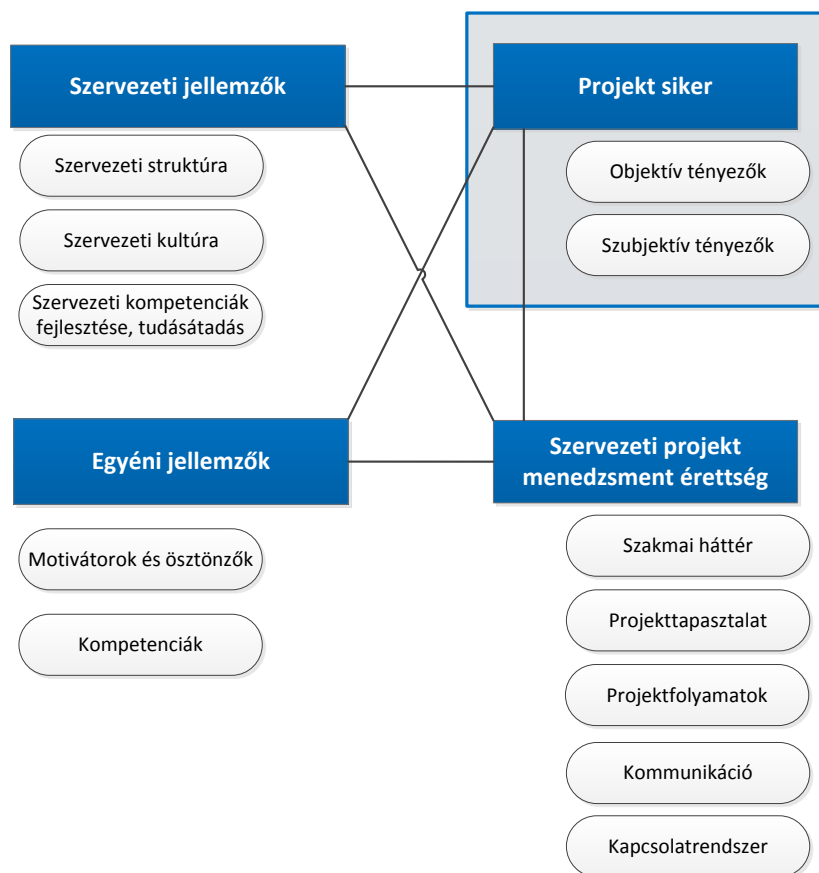 Szervezeti jellemzők
Szervezeti struktúra
Szervezeti kultúra
Szervezeti kompetenciák
fejlesztése, tudásátadás
Projekt siker
Objektív tényezők
Szubjektív tényezők
Egyéni jellemzők
Motivátorok és ösztönzők
Kompetenciák
Szervezeti projekt
menedzsment érettség
Szakmai háttér
Projekttapasztalat
Projektfolyamatok
Kommunikáció
Kapcsolatrendszer